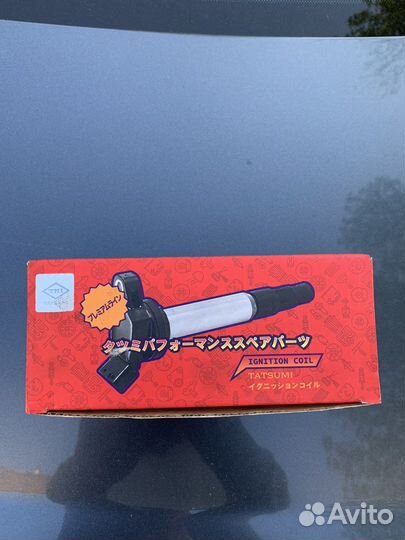 プレミアムライン
タツミパフォーマンススペアパーツ
IGNITION COIL
TATSUMI
イグニッションコイル
Avito